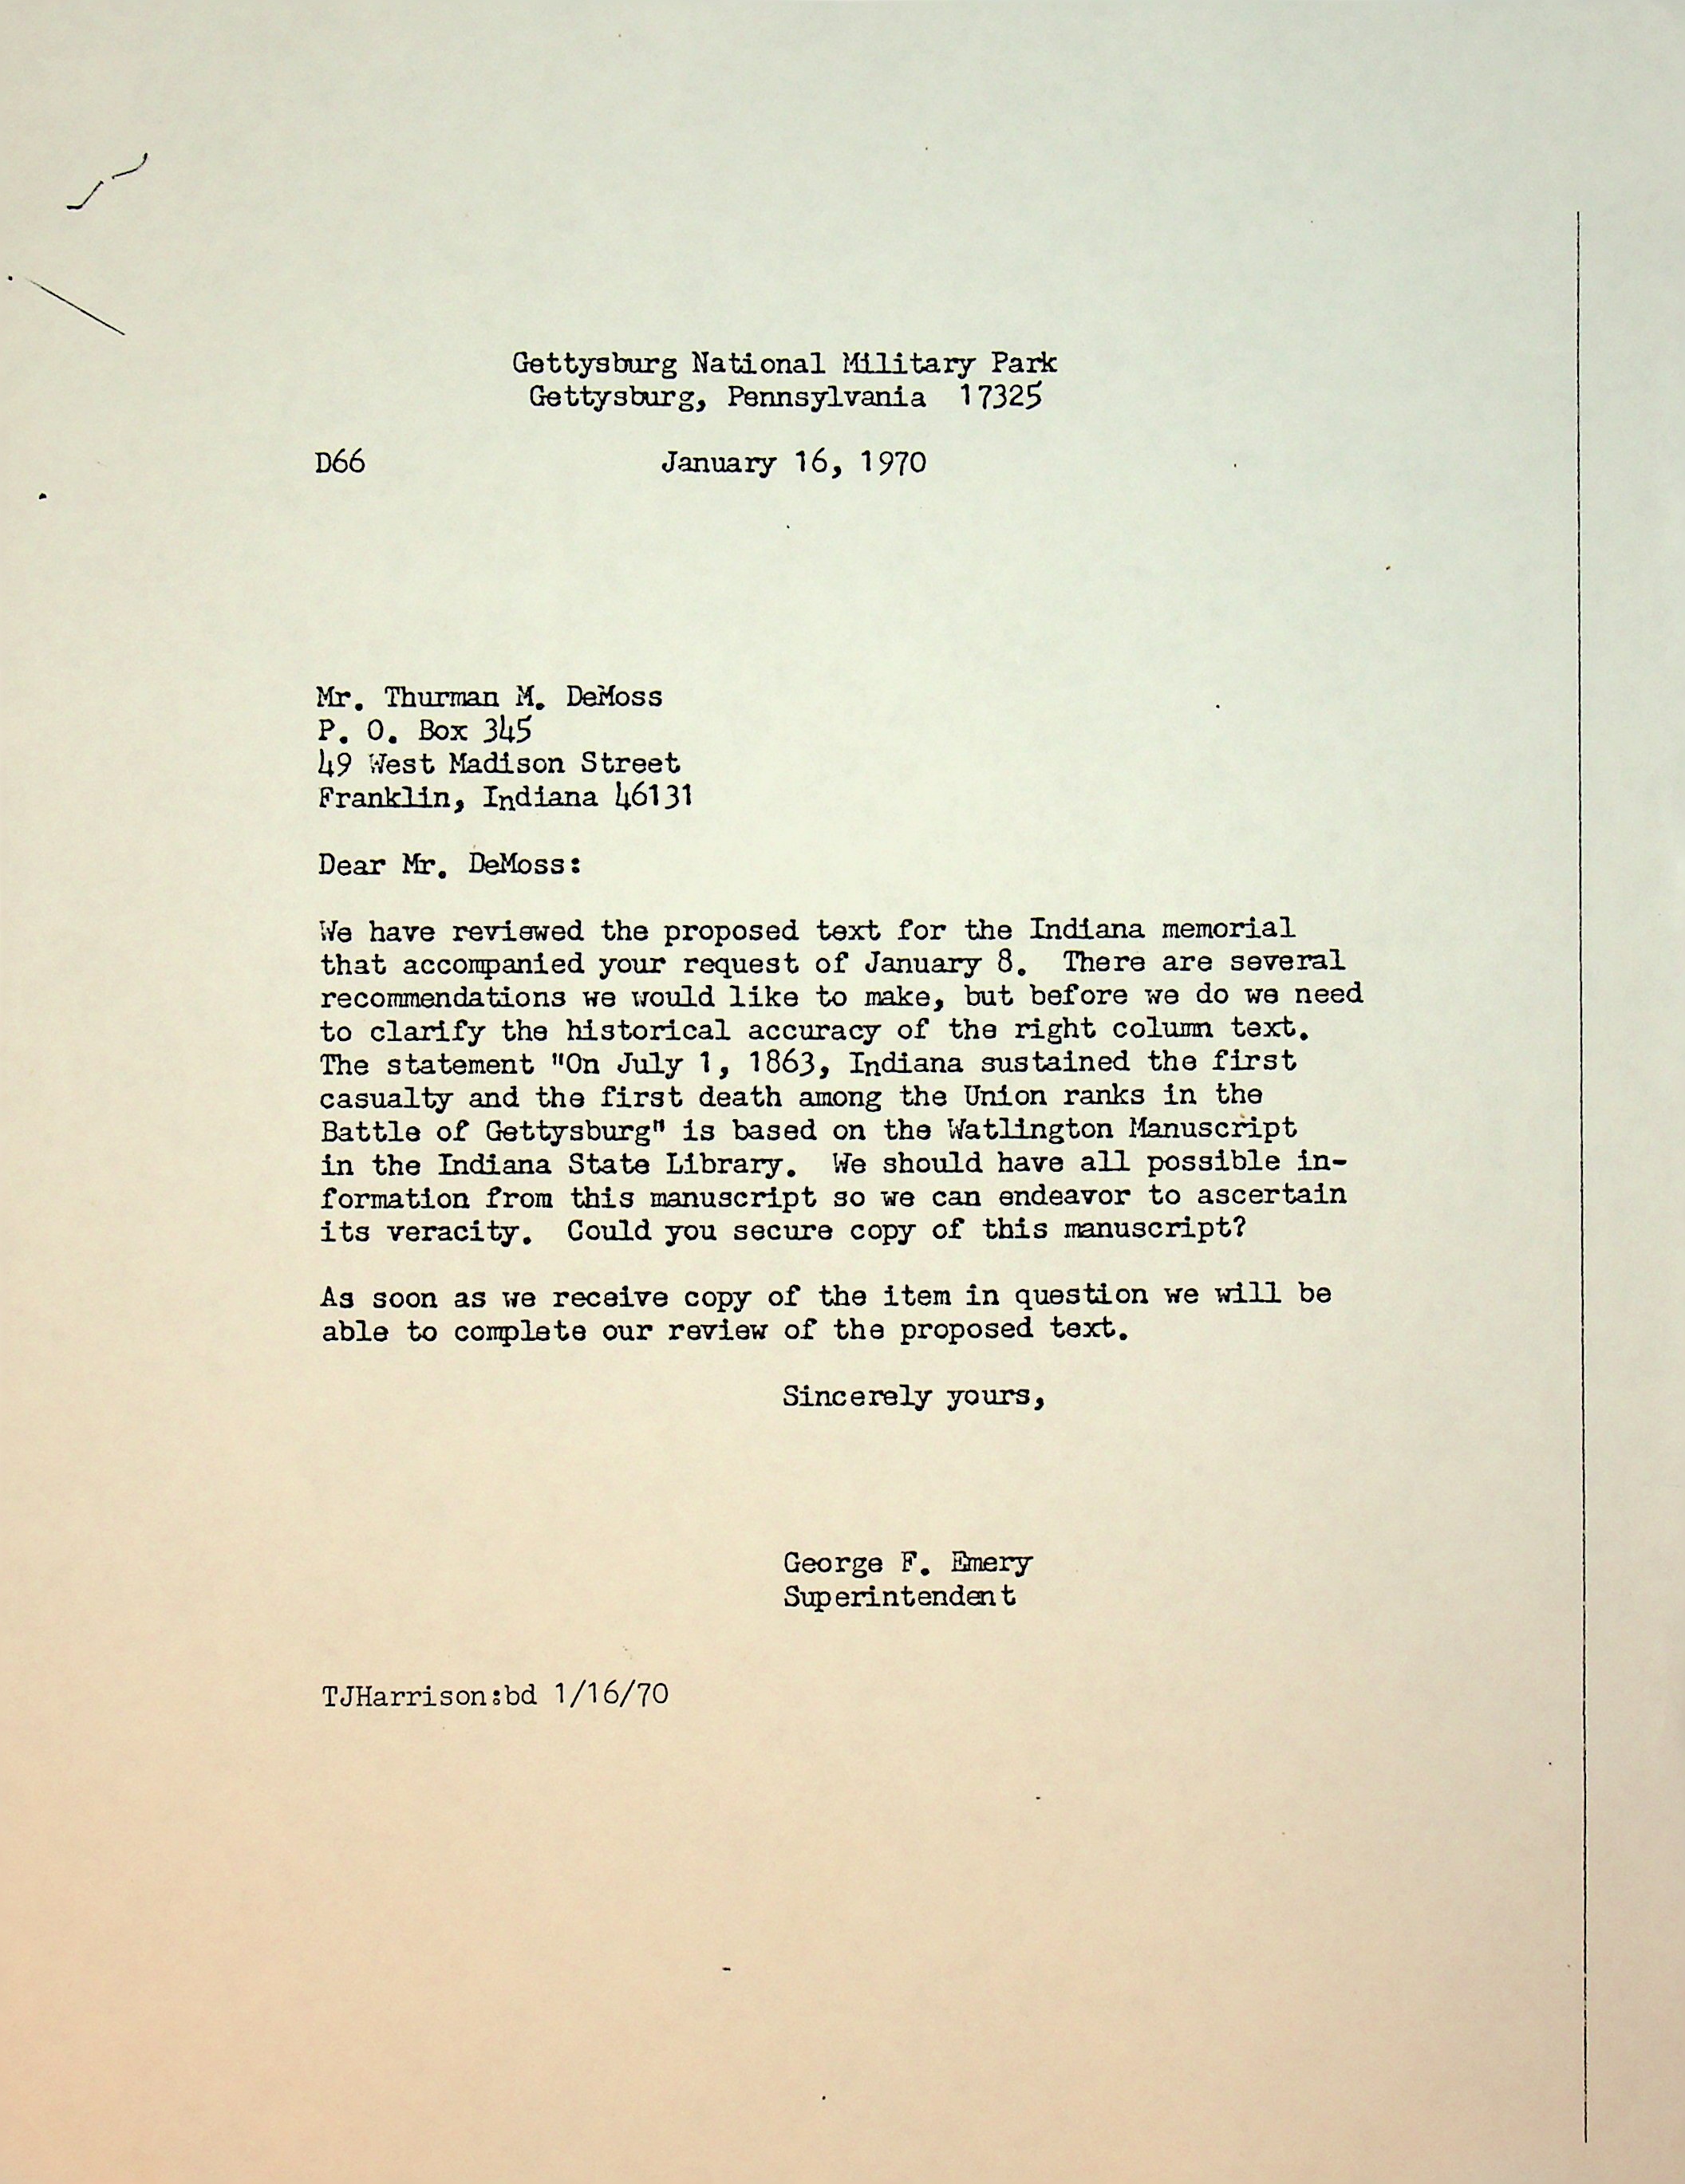 Gettysburg National Military Park
Gettysburg, Pennsylvania 17325
D66 January 16, 1970
Mr. Thurman M. DeMoss
P. O. Box 345
49 West Madison Street
Franklin, Indiana 46131
Dear Mr. DeMoss:
We have reviewed the proposed text for the Indiana memorial
that accompanied your request of January 8. There are several
recommendations we would like to make, but before we do we need
to clarify the historical accuracy of the right column text.
The statement "On July 1, 1863, Indiana sustained the first
casualty and the first death among the Union ranks in the
Battle of Gettysburg" is based on the Watlington Manuscript
in the Indiana State Library. We should have all possible in-
formation from this manuscript so we can endeavor to ascertain
its veracity. Could you secure copy of this manuscript?
As soon as we receive copy of the item in question we will be
able to complete our review of the proposed text.
Sincerely yours,
George F. Emery
Superintendent
TJHarrison:bd 1/16/70